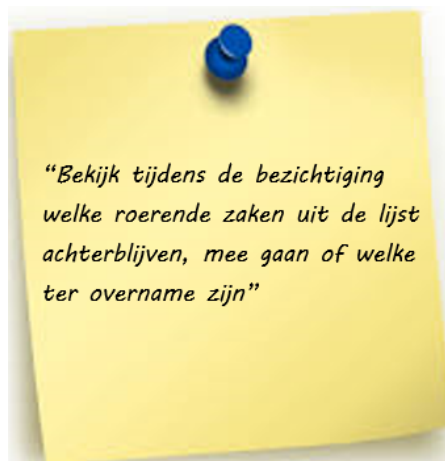 “Bekijk tijdens de bezichtiging
welke roerende zaken uit de lijst
achterblijven, mee gaan of welke
ter overname zijn”